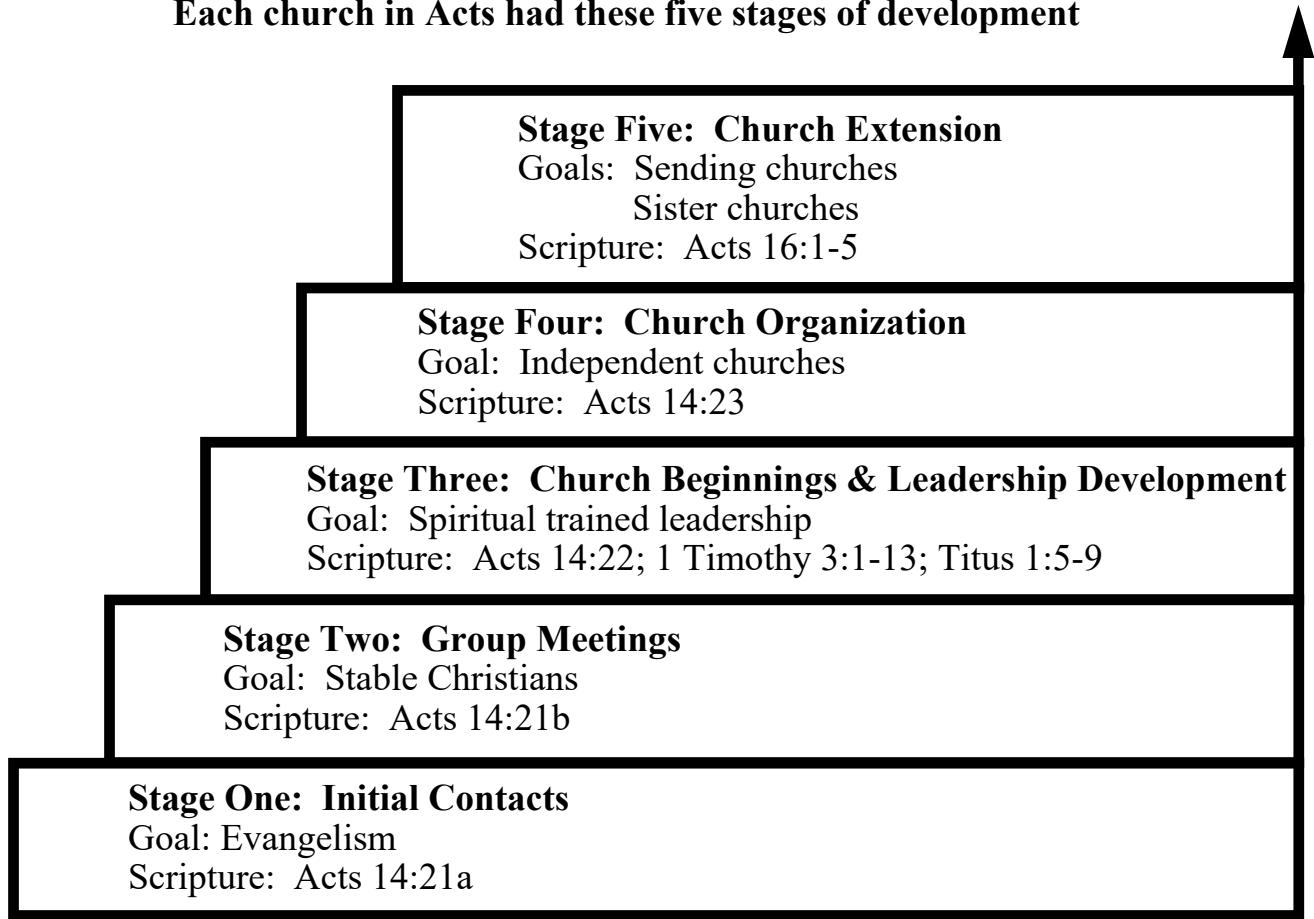 Each church in Acts had these five stages of development
Stage Five: Church Extension
Goals: Sending churches
Sister churches
Scripture: Acts 16:1-5
Stage Four: Church Organization
Goal: Independent churches
Scripture: Acts 14:23
Stage Three: Church Beginnings & Leadership Development
Goal: Spiritual trained leadership
Scripture: Acts 14:22; 1 Timothy 3:1-13; Titus 1:5-9
Stage Two: Group Meetings
Goal: Stable Christians
Scripture: Acts 14:21b
Stage One: Initial Contacts
Goal: Evangelism
Scripture: Acts 14:21a